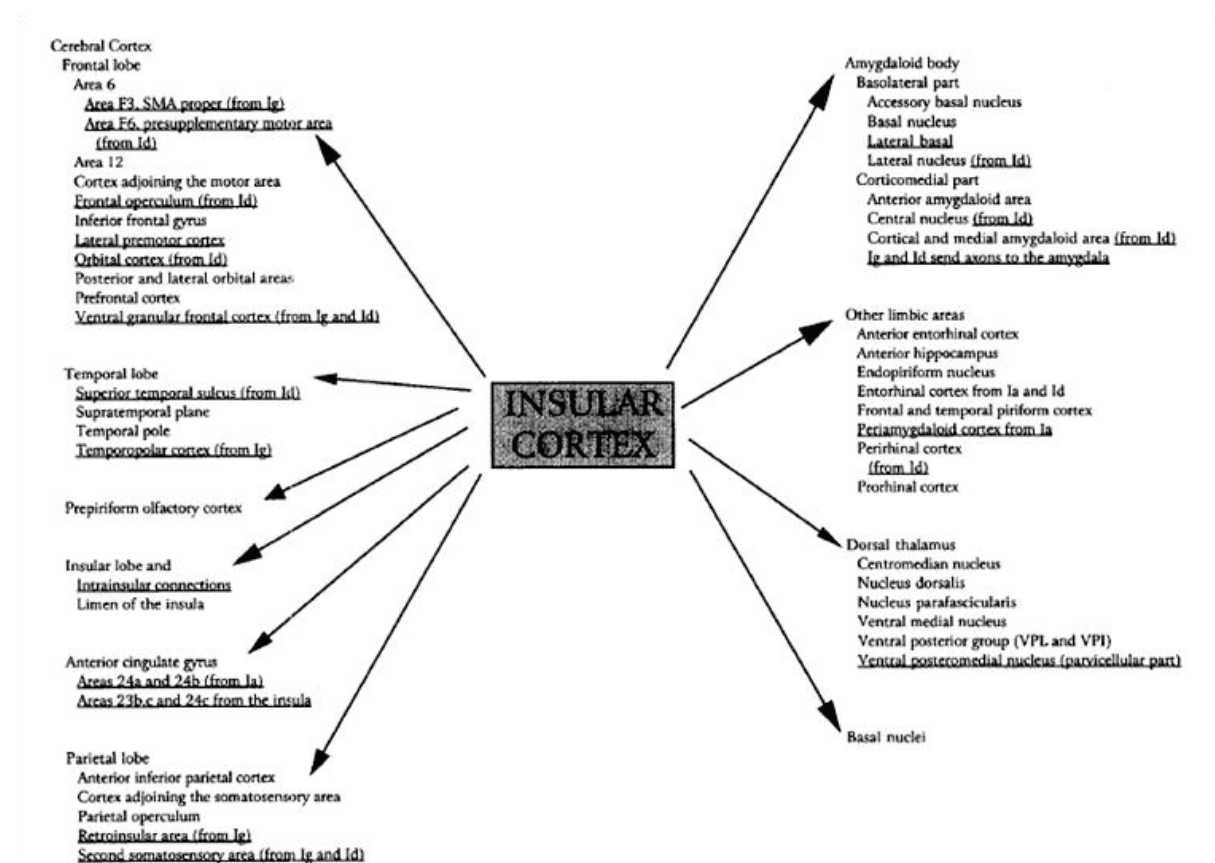 Cerebral Cortex
Frontal lobe
Area 6
Area F3, SMA proper (from Ig)
Area F6, presupplementary motor area
(from Id)
Area 12
Cortex adjoining the motor area
Frontal operculum (from Id)
Inferior frontal gyrus
Lateral premotor cortex
Orbital cortex (from Id)
Posterior and lateral orbital areas
Prefrontal cortex
Ventral granular frontal cortex (from Ig and Id)
Temporal lobe
Superior temporal sulcus (from Id)
Supratemporal plane
Temporal pole
Temporopolar cortex (from Ig)
Prepiriform olfactory cortex
Insular lobe and
Intrainsular connections
Limen of the insula
Anterior cingulate gyrus
Areas 24a and 24b (from Ia)
Areas 23b,c and 24c from the insula
Parietal lobe
Anterior inferior parietal cortex
Cortex adjoining the somatosensory area
Parietal operculum
Retroinsular area (from Ig)
Second somatosensory area (from Ig and Id)
INSULAR
CORTEX
Amygdaloid body
Basolateral part
Accessory basal nucleus
Basal nucleus
Lateral basal
Lateral nucleus (from Id)
Corticomedial part
Anterior amygdaloid area
Central nucleus (from Id)
Cortical and medial amygdaloid area (from Id)
Ig and Id send axons to the amygdala
Other limbic areas
Anterior entorhinal cortex
Anterior hippocampus
Endopiriform nucleus
Entorhinal cortex from Ia and Id
Frontal and temporal piriform cortex
Periamygdaloid cortex from Ia
Perirhinal cortex
(from Id)
Prorhinal cortex
Dorsal thalamus
Centromedian nucleus
Nucleus dorsalis
Nucleus parafascicularis
Ventral medial nucleus
Ventral posterior group (VPL and VPI)
Ventral posteromedial nucleus (parvicellular part)
Basal nuclei